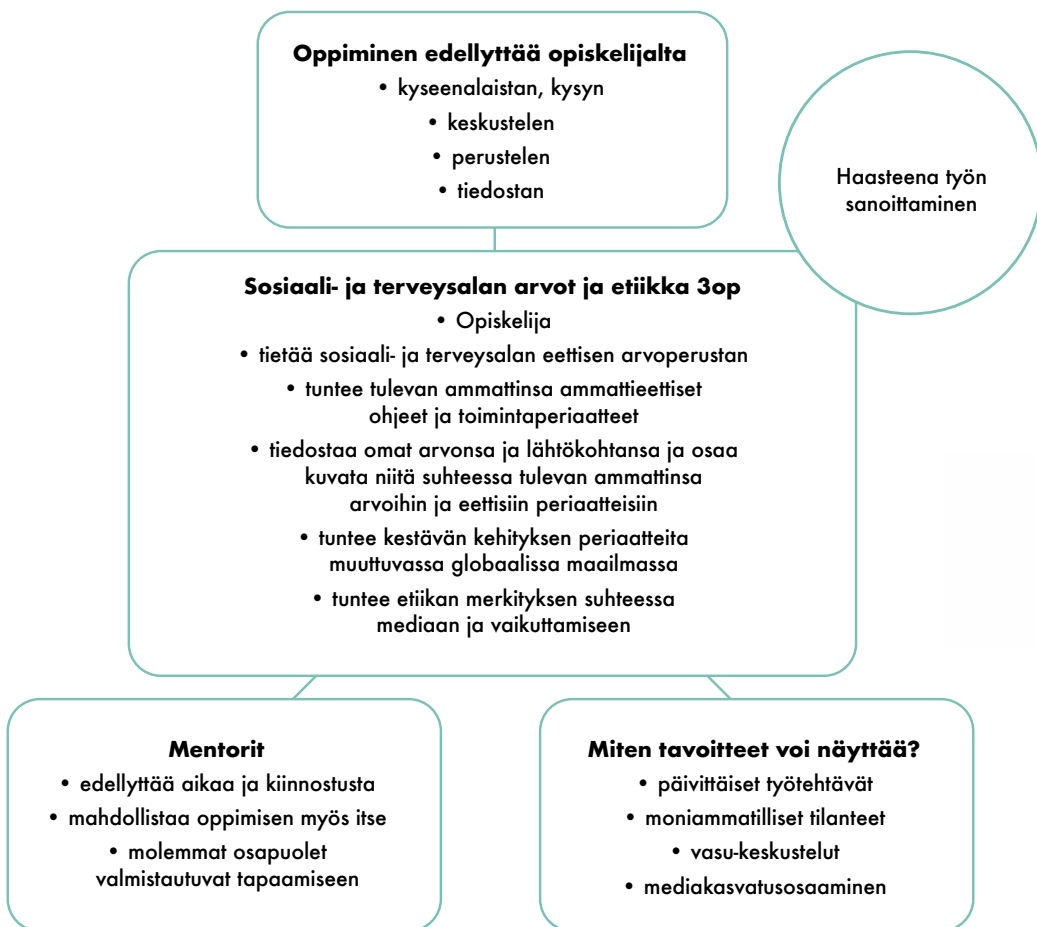 Oppiminen edellyttää opiskelijalta
• kyseenalaistan, kysyn
• keskustelen
• perustelen
• tiedostan
Haasteena työn
sanoittaminen
Sosiaali- ja terveysalan arvot ja etiikka 3op
• Opiskelija
• tietää sosiaali- ja terveysalan eettisen arvoperustan
• tuntee tulevan ammattinsa ammattieettiset
ohjeet ja toimintaperiaatteet
• tiedostaa omat arvonsa ja lähtökohtansa ja osaa
kuvata niitä suhteessa tulevan ammattinsa
arvoihin ja eettisiin periaatteisiin
• tuntee kestävän kehityksen periaatteita
muuttuvassa globaalissa maailmassa
• tuntee etiikan merkityksen suhteessa
mediaan ja vaikuttamiseen
Mentorit
• edellyttää aikaa ja kiinnostusta
• mahdollistaa oppimisen myös itse
• molemmat osapuolet
valmistautuvat tapaamiseen
Miten tavoitteet voi näyttää?
• päivittäiset työtehtävät
• moniammatilliset tilanteet
• vasu-keskustelut
• mediakasvatusosaaminen